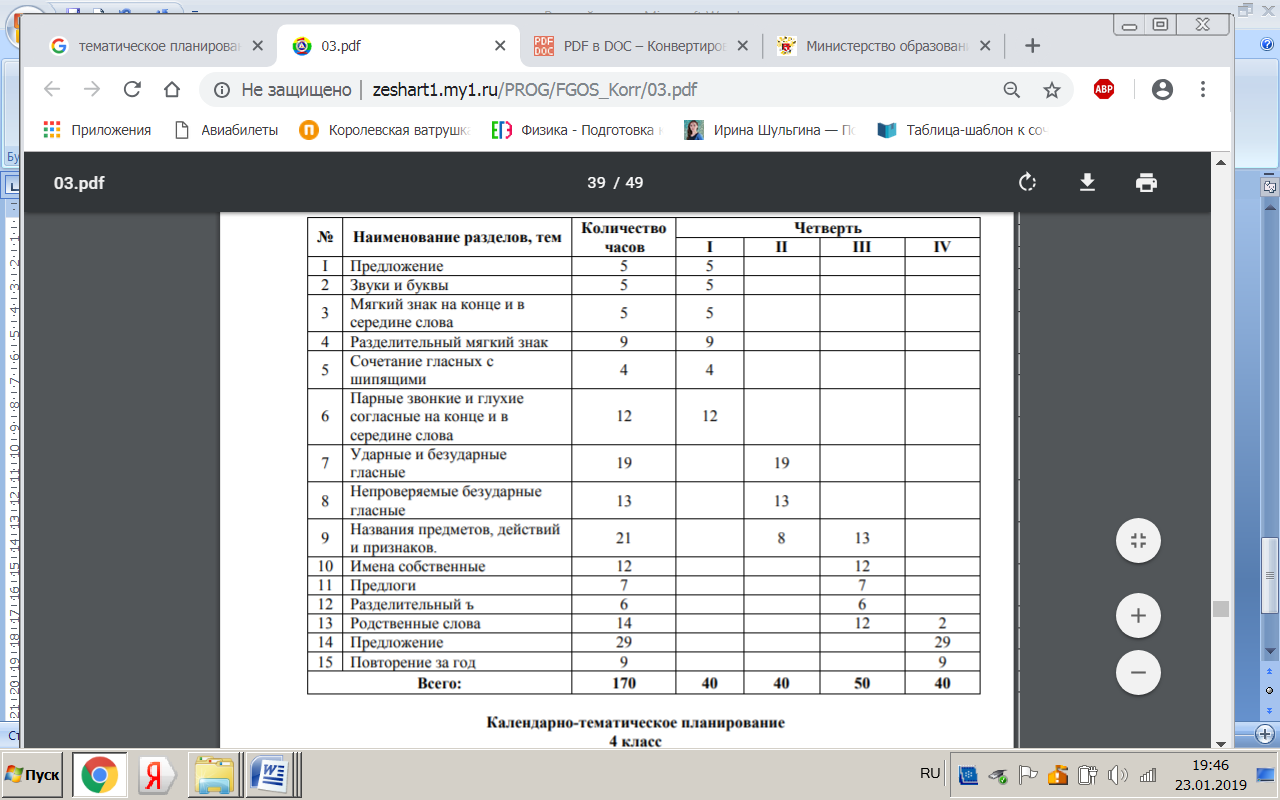 тематическое планирован
03.pdf
PDF в DOC – Конвертиров
Министерство образовани
Не защищено | zeshart1.my1.ru/PROG/FGOS_Korr/03.pdf
ABP
Приложения Авиабилеты Королевская ватрушка Физика - Подготовка Ирина Шульгина — По Таблица-шаблон к соч
03.pdf 39 / 49
№ Наименование разделов, тем Количество часов Четверть
I II III IV
I Предложение 5 5
2 Звуки и буквы 5 5
3 Мягкий знак на конце и в
середине слова 5 5
4 Разделительный мягкий знак 9 9
5 Сочетание гласных с
шипящими 4 4
6 Парные звонкие и глухие
согласные на конце и в
середине слова 12 12
7 Ударные и безударные
гласные 19 19
8 Непроверяемые безударные
гласные 13 13
9 Названия предметов, действий
и признаков. 21 8 13
10 Имена собственные 12 12
11 Предлоги 7 7
12 Разделительный ъ 6 6
13 Родственные слова 14 12 2
14 Предложение 29 29
15 Повторение за год 9 9
Всего: 170 40 40 50 40
Календарно-тематическое планирование
4 класс
Пуск
RU
19:46
23.01.2019